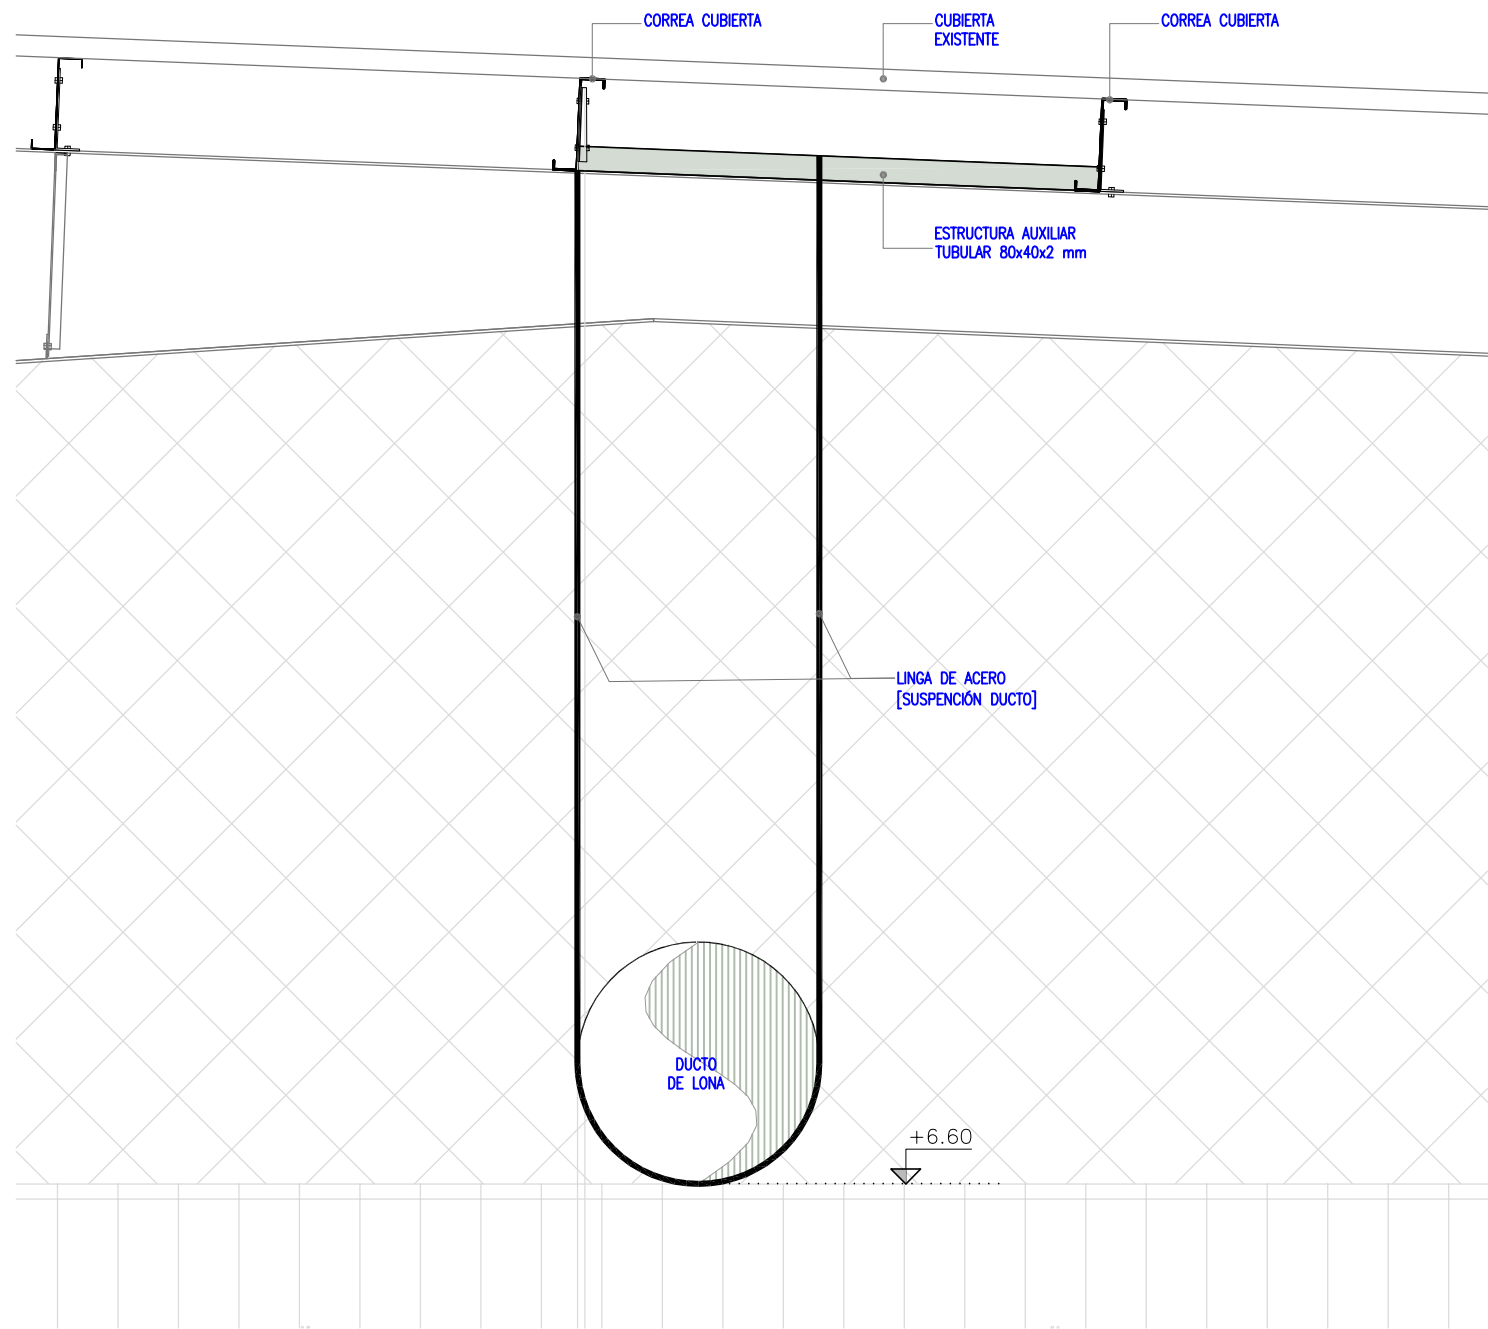 CORREA CUBIERTA
CUBIERTA
EXISTENTE
CORREA CUBIERTA
ESTRUCTURA AUXILIAR
TUBULAR 80x40x2 mm
LINGA DE ACERO
[SUSPENCIÓN DUCTO]
DUCTO
DE LONA
+6.60